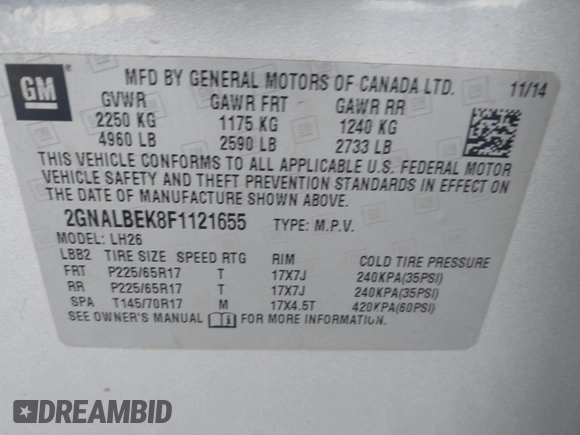 GM ®
MFD BY GENERAL MOTORS OF CANADA LTD. 11/14
GVWR GAWR FRT GAWR RR
2250 KG 1175 KG 1240 KG
4960 LB 2590 LB 2733 LB
THIS VEHICLE CONFORMS TO ALL APPLICABLE U.S. FEDERAL MOTOR
VEHICLE SAFETY AND THEFT PREVENTION STANDARDS IN EFFECT ON
THE DATE OF MANUFACTURE SHOWN ABOVE.
2GNALBEK8F1121655 TYPE: M.P.V.
MODEL: LH26
LBB2 TIRE SIZE SPEED RTG RIM COLD TIRE PRESSURE
FRT P225/65R17 T 17X7J 240KPA(35PSI)
RR P225/65R17 T 17X7J 240KPA(35PSI)
SPA T145/70R17 M 17X4.5T 420KPA(60PSI)
SEE OWNER'S MANUAL FOR MORE INFORMATION
DREAMBID